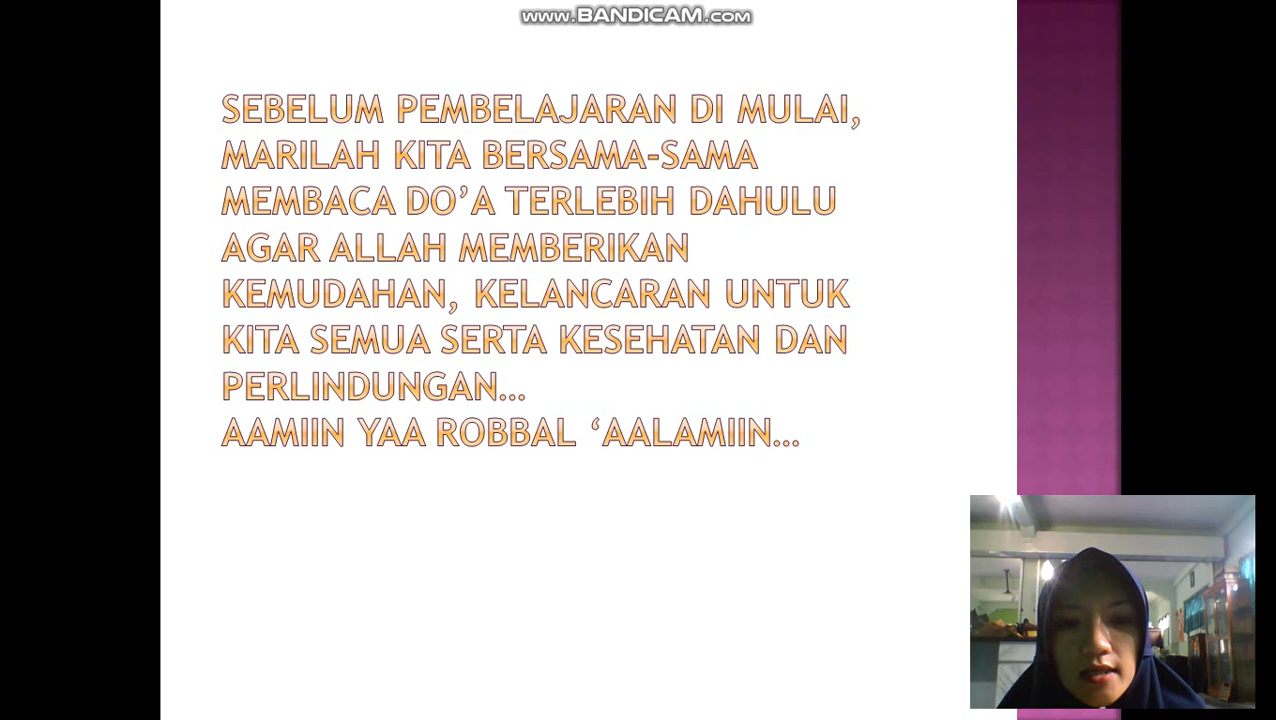 www.BANDICAM.com
SEBELUM PEMBELAJARAN DI MULAI,
MARILAH KITA BERSAMA-SAMA
MEMBACA DO’A TERLEBIH DAHULU
AGAR ALLAH MEMBERIKAN
KEMUDAHAN, KELANCARAN UNTUK
KITA SEMUA SERTA KESEHATAN DAN
PERLINDUNGAN...
AAMIIN YAA ROBBAL ‘AALAMIIN...